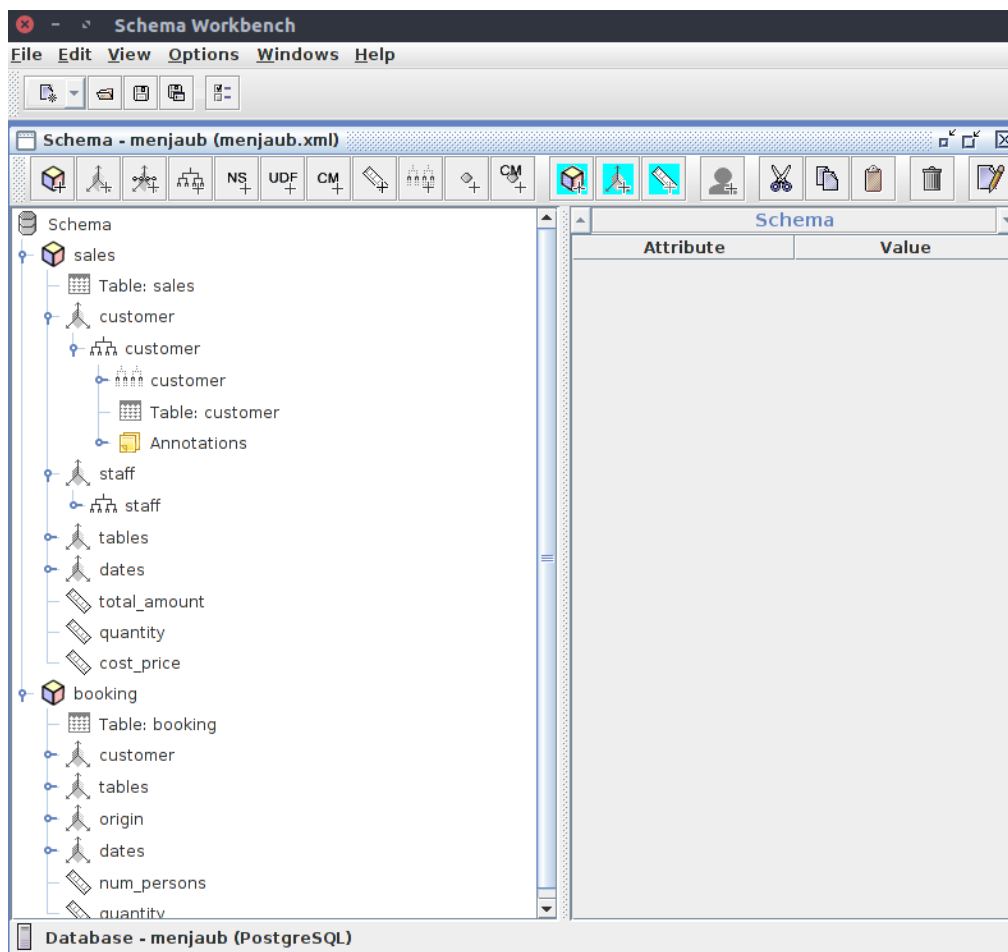 Schema Workbench
File Edit View Options Windows Help
Schema - menjaub (menjaub.xml)
NS UDF CM CM
Schema
Schema
Attribute Value
sales
Table: sales
customer
customer
customer
Table: customer
Annotations
staff
staff
tables
dates
total_amount
quantity
cost_price
booking
Table: booking
customer
tables
origin
dates
num_persons
quantity
Database - menjaub (PostgreSQL)